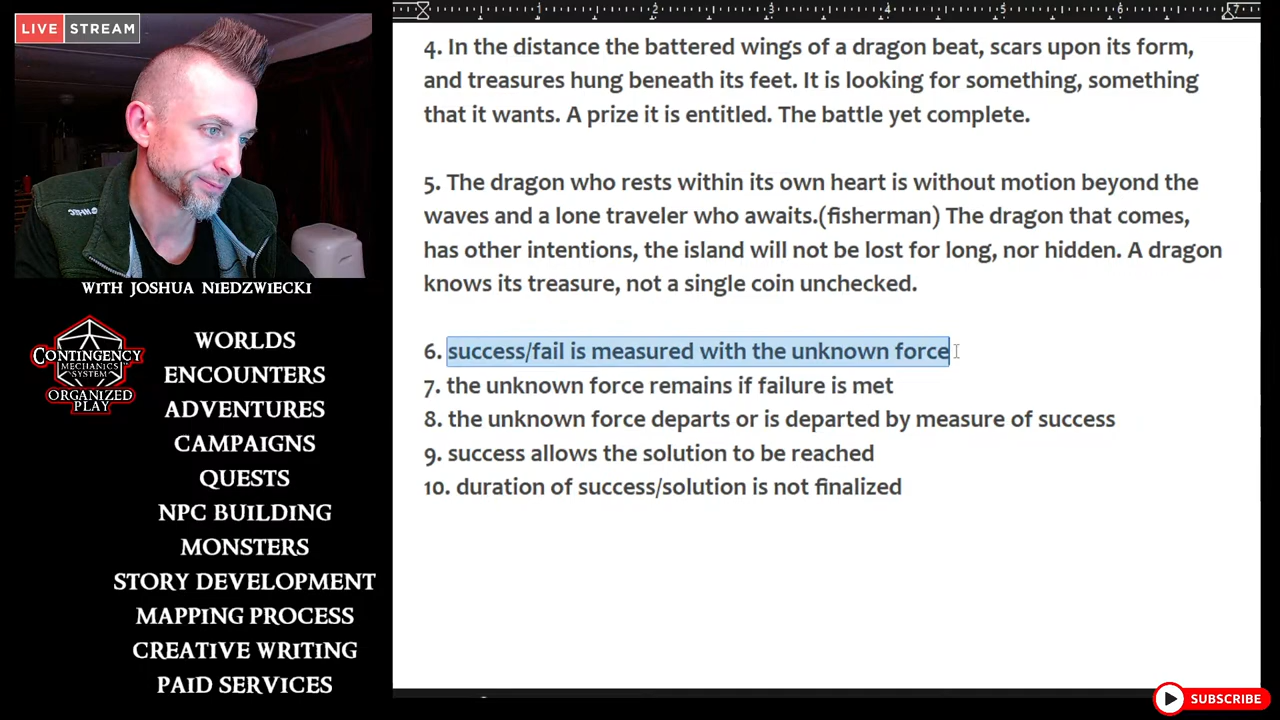 LIVE STREAM
WITH JOSHUA NIEDZWIECKI
CONTINGENCY
MECHANICS
SYSTEM
ORGANIZED
PLAY
WORLDS
ENCOUNTERS
ADVENTURES
CAMPAIGNS
QUESTS
NPC BUILDING
MONSTERS
STORY DEVELOPMENT
MAPPING PROCESS
CREATIVE WRITING
PAID SERVICES
1 2 3 4 5 6 7
4. In the distance the battered wings of a dragon beat, scars upon its form,
and treasures hung beneath its feet. It is looking for something, something
that it wants. A prize it is entitled. The battle yet complete.
5. The dragon who rests within its own heart is without motion beyond the
waves and a lone traveler who awaits.(fisherman) The dragon that comes,
has other intentions, the island will not be lost for long, nor hidden. A dragon
knows its treasure, not a single coin unchecked.
6. success/fail is measured with the unknown force
7. the unknown force remains if failure is met
8. the unknown force departs or is departed by measure of success
9. success allows the solution to be reached
10. duration of success/solution is not finalized
SUBSCRIBE